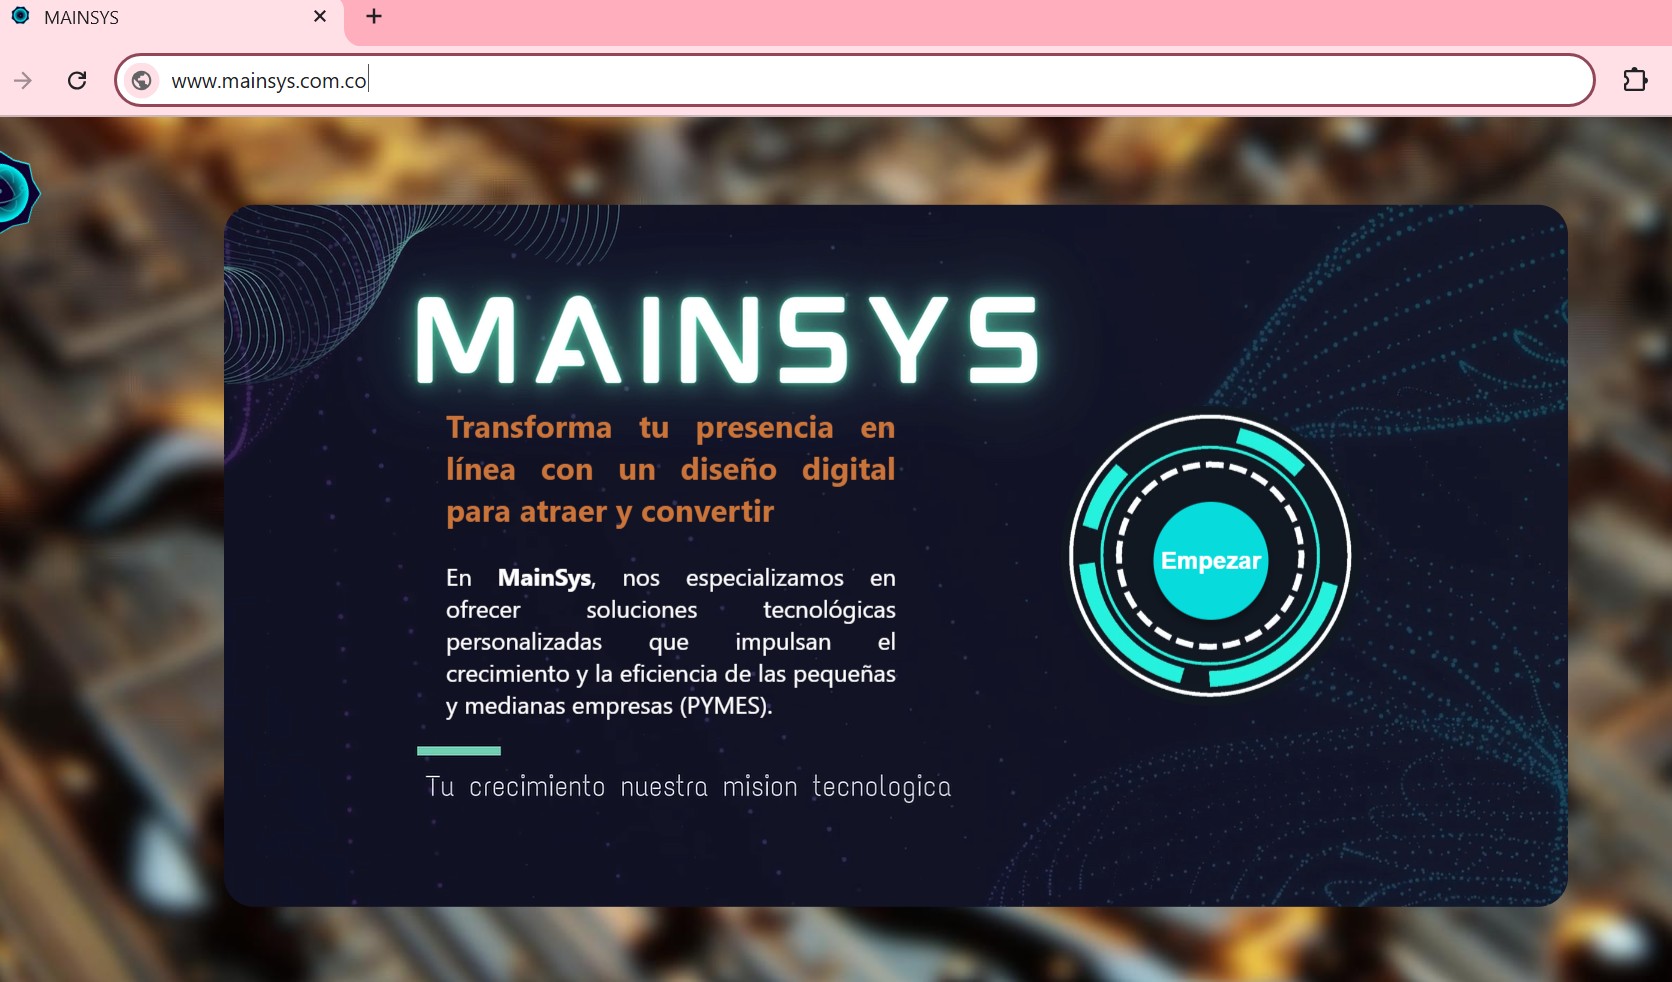 MAINSYS
www.mainsys.com.co
MAINSYS
Transforma tu presencia en
línea con un diseño digital
para atraer y convertir
En MainSys, nos especializamos en
ofrecer soluciones tecnológicas
personalizadas que impulsan el
crecimiento y la eficiencia de las pequeñas
y medianas empresas (PYMES).
Tu crecimiento nuestra mision tecnologica
Empezar